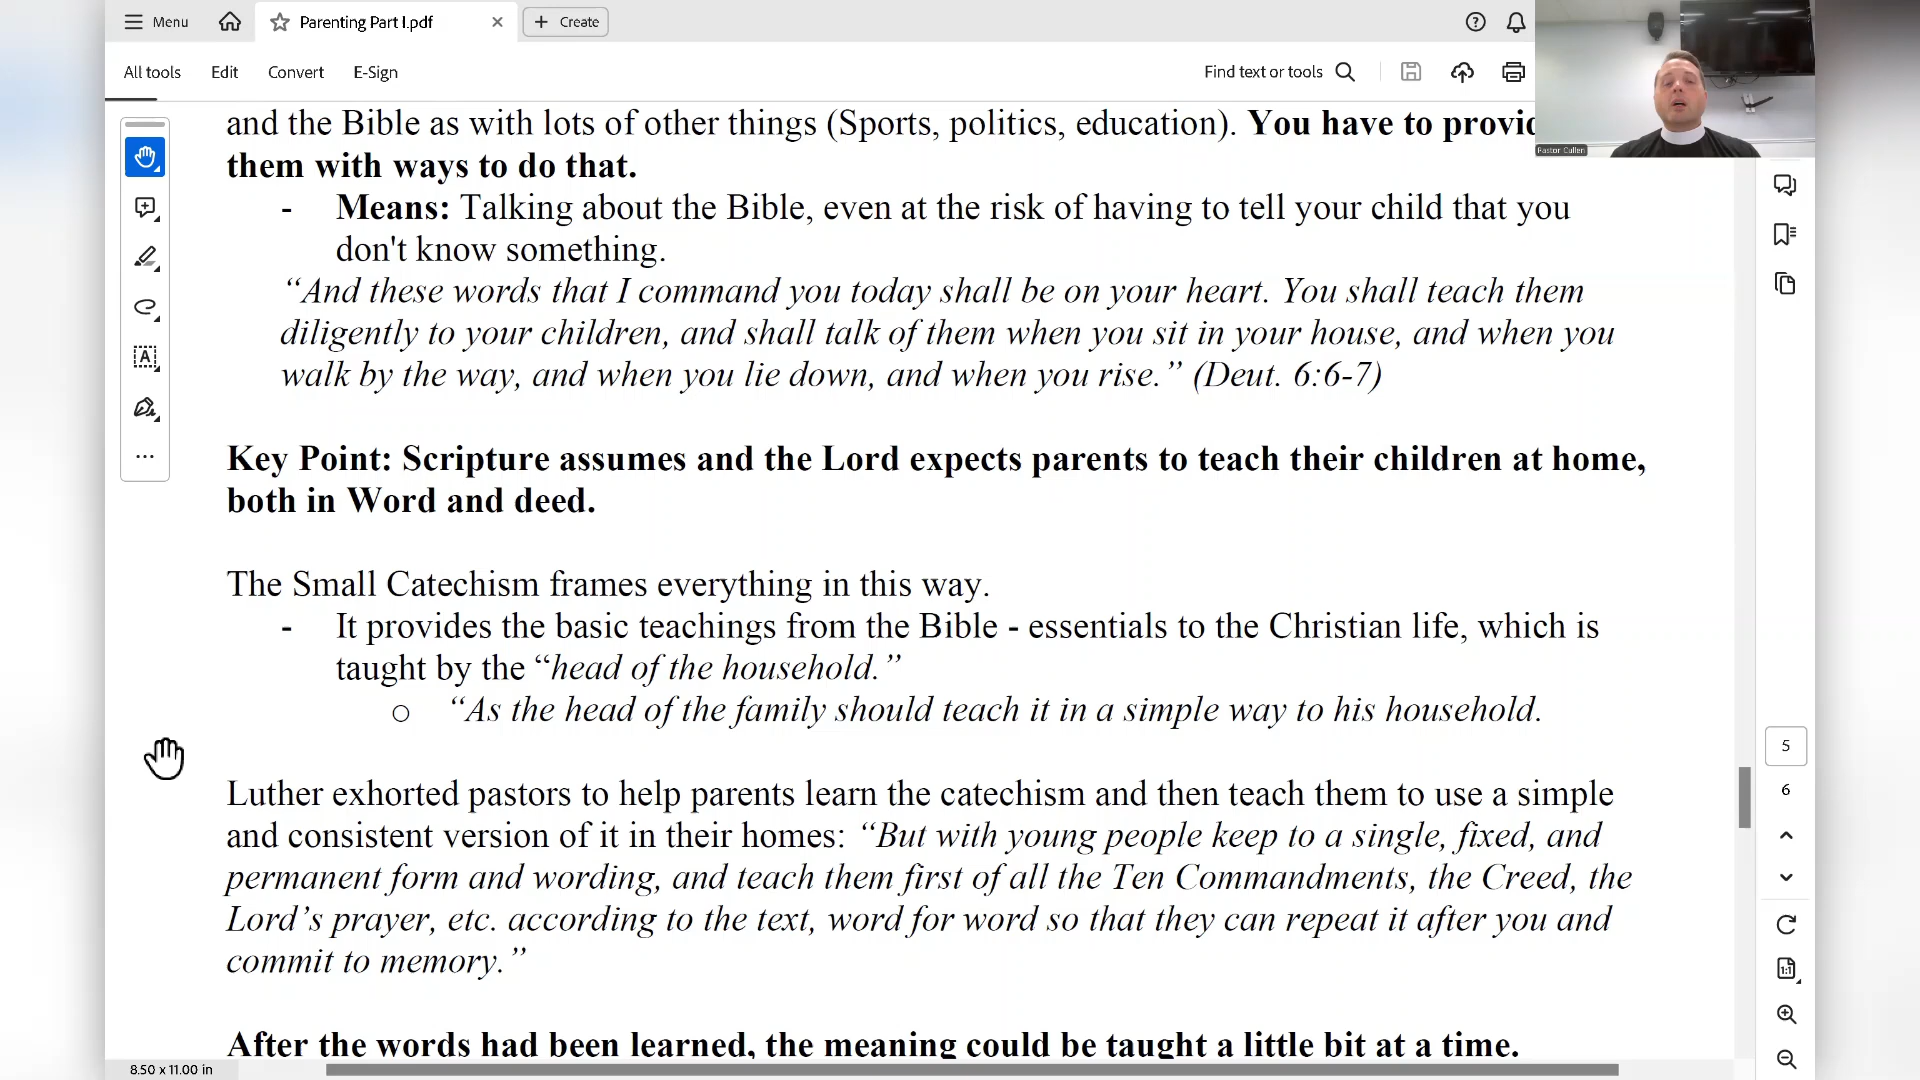 Menu
Parenting Part I.pdf
Create
All tools
Edit
Convert
E-Sign
Find text or tools
Pastor Cullen
and the Bible as with lots of other things (Sports, politics, education). You have to
them with ways to do that.
- Means: Talking about the Bible, even at the risk of having to tell your child that you
don't know something.
“And these words that I command you today shall be on your heart. You shall teach them
diligently to your children, and shall talk of them when you sit in your house, and when you
walk by the way, and when you lie down, and when you rise.” (Deut. 6:6-7)
Key Point: Scripture assumes and the Lord expects parents to teach their children at home,
both in Word and deed.
The Small Catechism frames everything in this way.
- It provides the basic teachings from the Bible - essentials to the Christian life, which is
taught by the “head of the household.”
○ “As the head of the family should teach it in a simple way to his household.
Luther exhorted pastors to help parents learn the catechism and then teach them to use a simple
and consistent version of it in their homes: “But with young people keep to a single, fixed, and
permanent form and wording, and teach them first of all the Ten Commandments, the Creed, the
Lord’s prayer, etc. according to the text, word for word so that they can repeat it after you and
commit to memory.”
After the words had been learned, the meaning could be taught a little bit at a time.
5
6
1:1
8.50 x 11.00 in